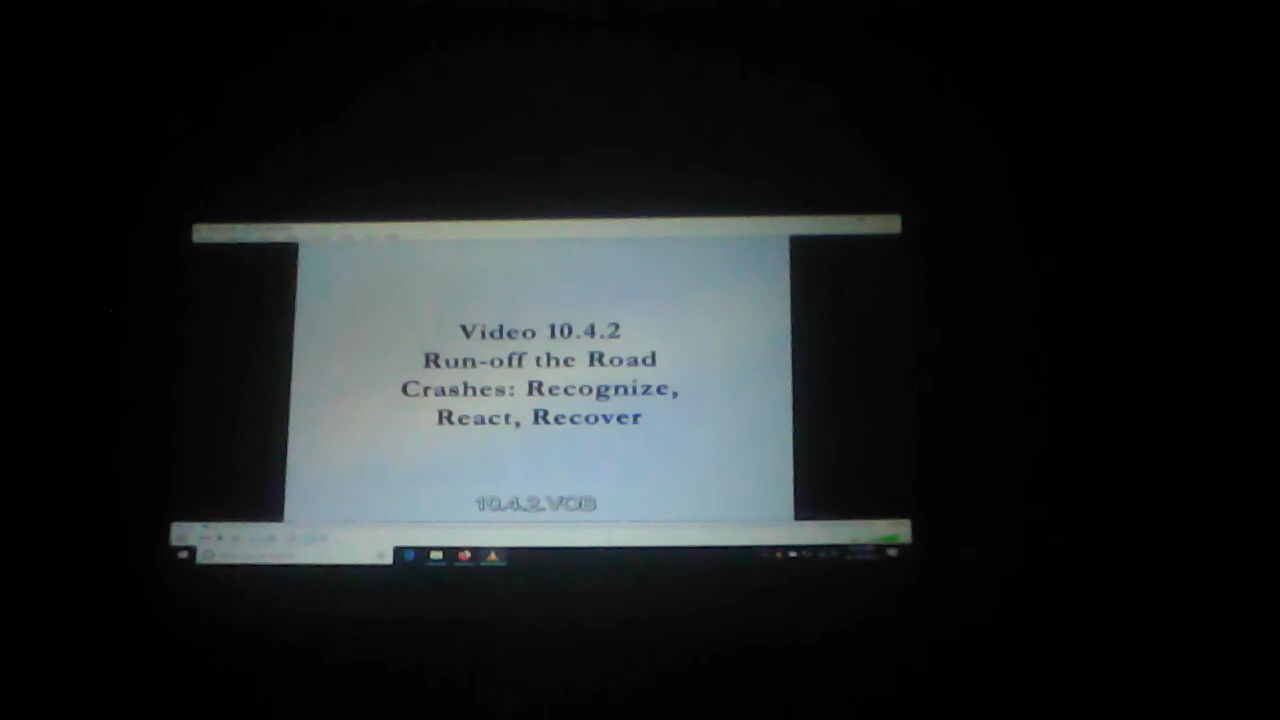 Video 10.4.2
Run-off the Road
Crashes: Recognize,
React, Recover
10.4.2.VOB